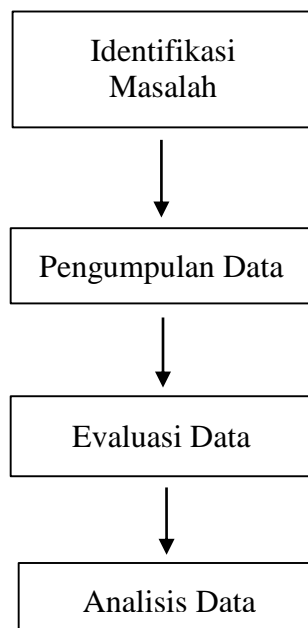 Identifikasi
Masalah
Pengumpulan Data
Evaluasi Data
Analisis Data